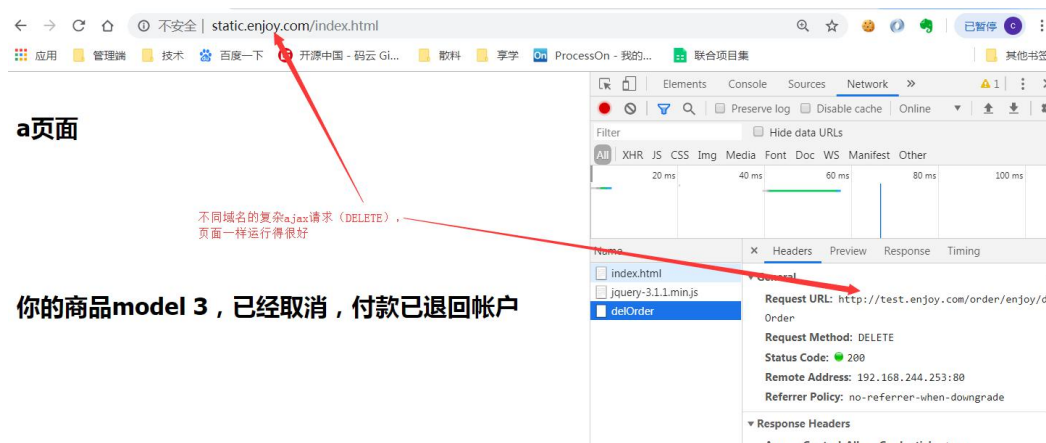 不安全 | static.enjoy.com/index.html
已暂停 C
应用 管理端 技术 百度一下 开源中国 - 码云 Gi... 散料 享学 On ProcessOn - 我的... 联合项目集 其他书签
Elements Console Sources Network » 1
Preserve log Disable cache Online
Filter Hide data URLs
All XHR JS CSS Img Media Font Doc WS Manifest Other
20 ms 40 ms 60 ms 80 ms 100 ms
a页面
不同域名的复杂ajax请求（DELETE），
页面一样运行得很好
你的商品model 3，已经取消，付款已退回帐户
Name
index.html
jquery-3.1.1.min.js
delOrder
× Headers Preview Response Timing
General
Request URL: http://test.enjoy.com/order/enjoy/d
Order
Request Method: DELETE
Status Code: 200
Remote Address: 192.168.244.253:80
Referrer Policy: no-referrer-when-downgrade
Response Headers